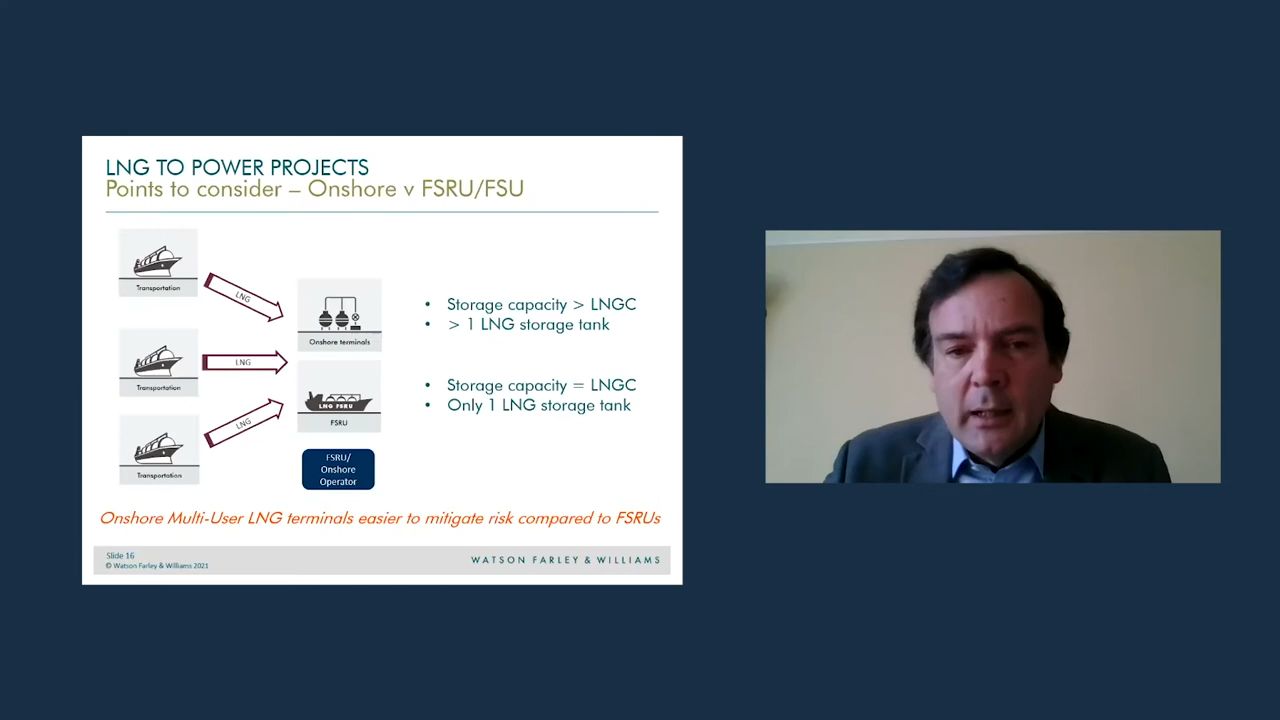 LNG TO POWER PROJECTS
Points to consider – Onshore v FSRU/FSU
Transportation
LNG
Transportation
LNG
Transportation
LNG
Onshore terminals
LNG FSRU
FSRU
FSRU/
Onshore
Operator
• Storage capacity > LNGC
• > 1 LNG storage tank
• Storage capacity = LNGC
• Only 1 LNG storage tank
Onshore Multi-User LNG terminals easier to mitigate risk compared to FSRUs
Slide 16
© Watson Farley & Williams 2021
WATSON FARLEY & WILLIAMS